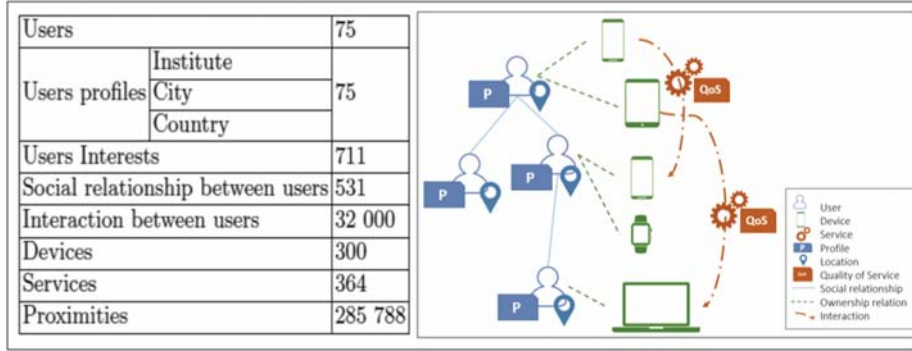 Users 75
Users profiles Institute 75
City
Country
Users Interests 711
Social relationship between users 531
Interaction between users 32 000
Devices 300
Services 364
Proximities 285 788
P
QoS
P
P
QoS
P
User
Device
Service
P Profile
Location
QoS Quality of Service
Social relationship
Ownership relation
Interaction